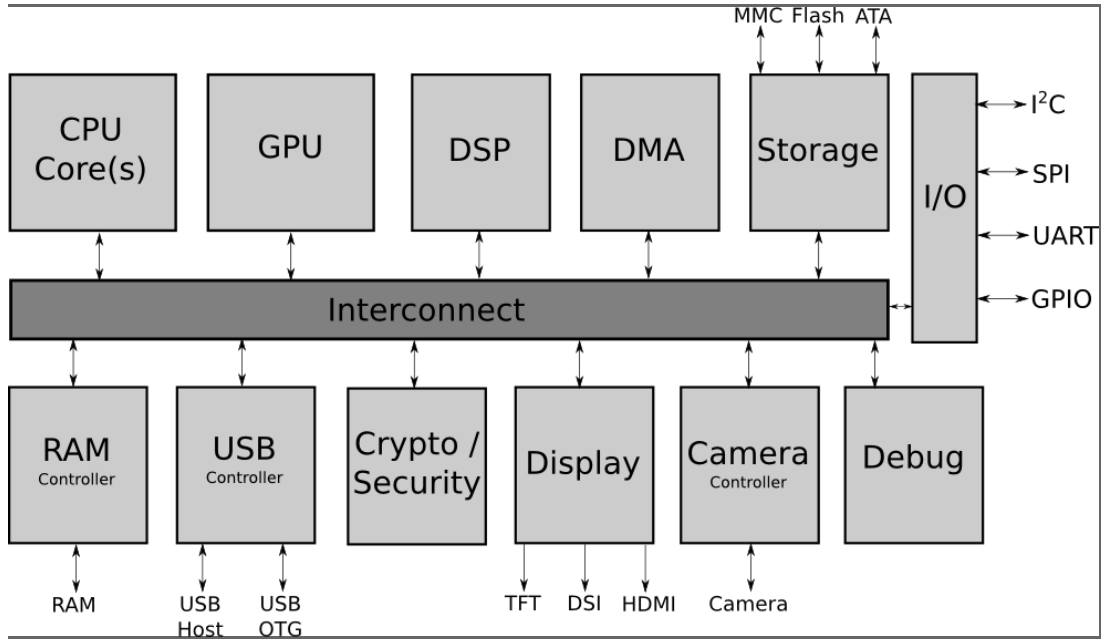 MMC Flash ATA
CPU
Core(s)
GPU
DSP
DMA
Storage
I/O
I²C
SPI
UART
GPIO
Interconnect
RAM
Controller
USB
Controller
Crypto /
Security
Display
Camera
Controller
Debug
RAM
USB
Host
USB
OTG
TFT
DSI
HDMI
Camera